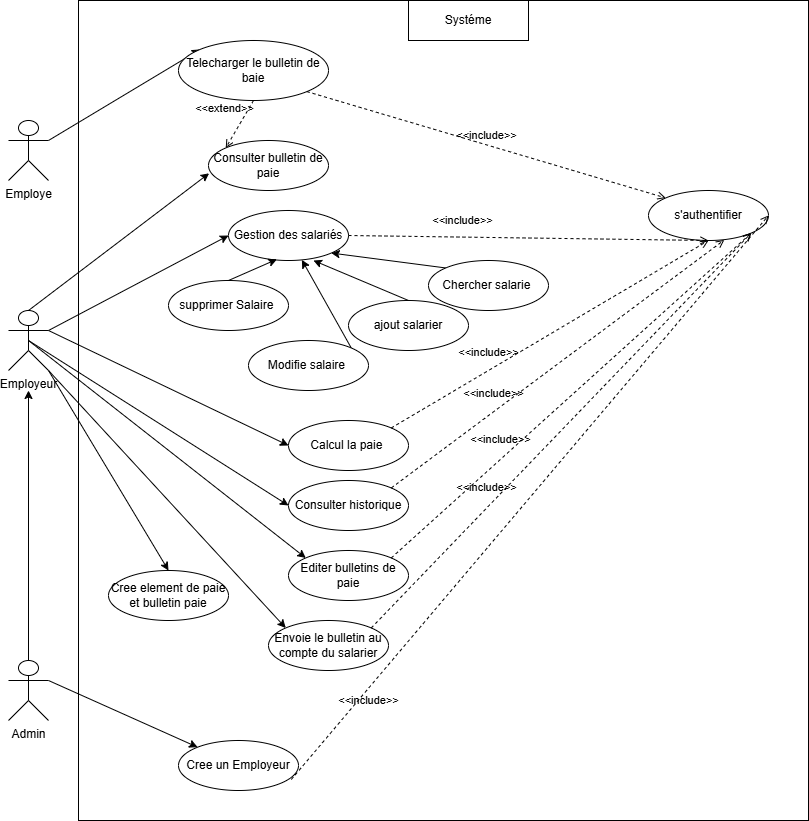 Systéme
Telecharger le bulletin de
baie
<<extend>>
<<include>>
Consulter bulletin de
paie
Employe
s'authentifier
<<include>>
Gestion des salariés
Chercher salarie
supprimer Salaire
ajout salarier
<<include>>
Modifie salaire
Employeur
<<include>>
Calcul la paie
<<include>>
<<include>>
Consulter historique
Editer bulletins de
paie
Cree element de paie
et bulletin paie
Envoie le bulletin au
compte du salarier
<<include>>
Admin
Cree un Employeur